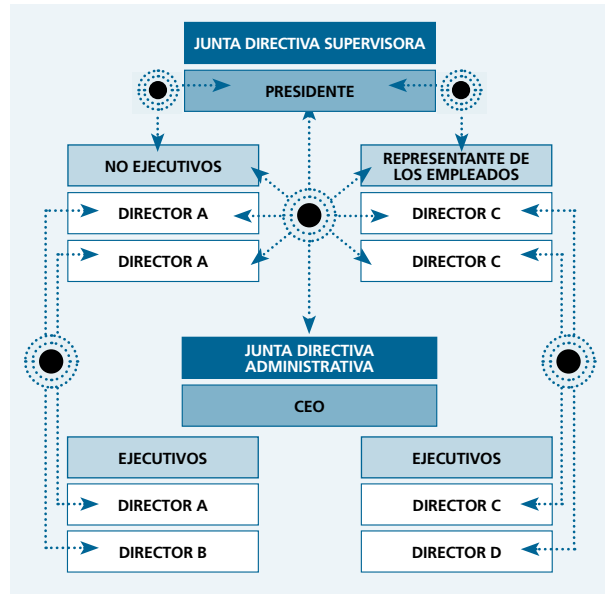 JUNTA DIRECTIVA SUPERVISORA
PRESIDENTE
NO EJECUTIVOS
DIRECTOR A
DIRECTOR A
REPRESENTANTE DE
LOS EMPLEADOS
DIRECTOR C
DIRECTOR C
JUNTA DIRECTIVA
ADMINISTRATIVA
CEO
EJECUTIVOS
DIRECTOR A
DIRECTOR B
EJECUTIVOS
DIRECTOR C
DIRECTOR D